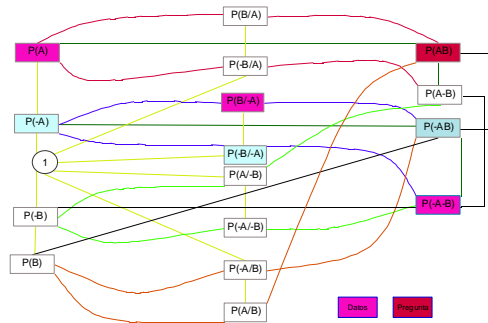 P(B/A)
P(A)
P(AB)
P(-B/A)
P(A-B)
P(B/-A)
P(-A)
P(-AB)
P(-B/-A)
1
P(A/-B)
P(-A-B)
P(-B)
P(-A/-B)
P(B)
P(-A/B)
P(A/B)
Datos
Pregunta